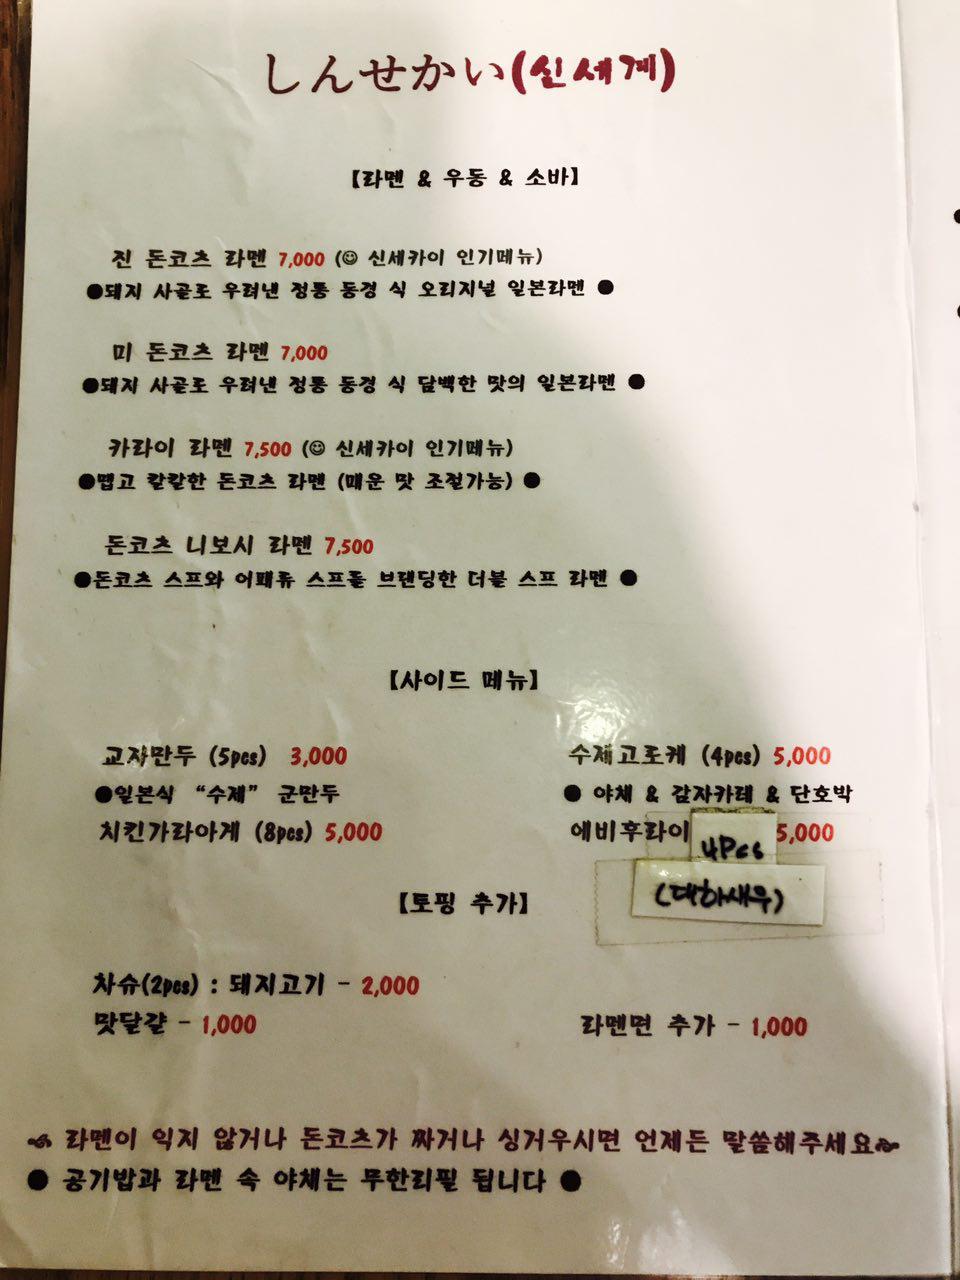 しんせかい(신세계)
【라멘 & 우동 & 소바】
진 돈코츠 라멘 7,000 (☺ 신세카이 인기메뉴)
●돼지 사골로 우려낸 정통 동경 식 오리지널 일본라멘 ●
미 돈코츠 라멘 7,000
●돼지 사골로 우려낸 정통 동경 식 담백한 맛의 일본라멘 ●
카라이 라멘 7,500 (☺ 신세카이 인기메뉴)
●맵고 칼칼한 돈코츠 라멘 (매운 맛 조절가능) ●
돈코츠 니보시 라멘 7,500
●돈코츠 스프와 어패류 스프를 브랜딩한 더블 스프 라멘 ●
【사이드 메뉴】
교자만두 (5pcs) 3,000
●일본식 “수제” 군만두
치킨가라아게 (8pcs) 5,000
수제고로케 (4pcs) 5,000
● 야채 & 감자카레 & 단호박
에비후라이 4Pcs 5,000
(대하새우)
【토핑 추가】
차슈(2pcs) : 돼지고기 - 2,000
맛달걀 - 1,000
라멘면 추가 - 1,000
라멘이 익지 않거나 돈코츠가 짜거나 싱거우시면 언제든 말씀해주세요
● 공기밥과 라멘 속 야채는 무한리필 됩니다 ●